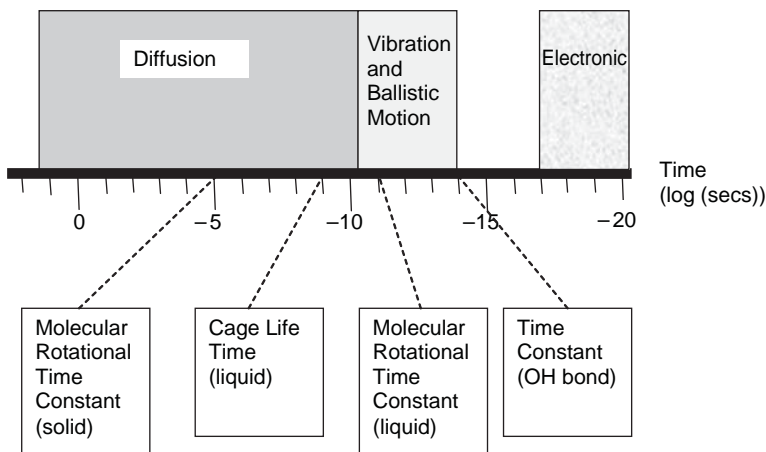 Diffusion
Vibration
and
Ballistic
Motion
Electronic
Time
(log (secs))
0
–5
–10
–15
–20
Molecular
Rotational
Time
Constant
(solid)
Cage Life
Time
(liquid)
Molecular
Rotational
Time
Constant
(liquid)
Time
Constant
(OH bond)